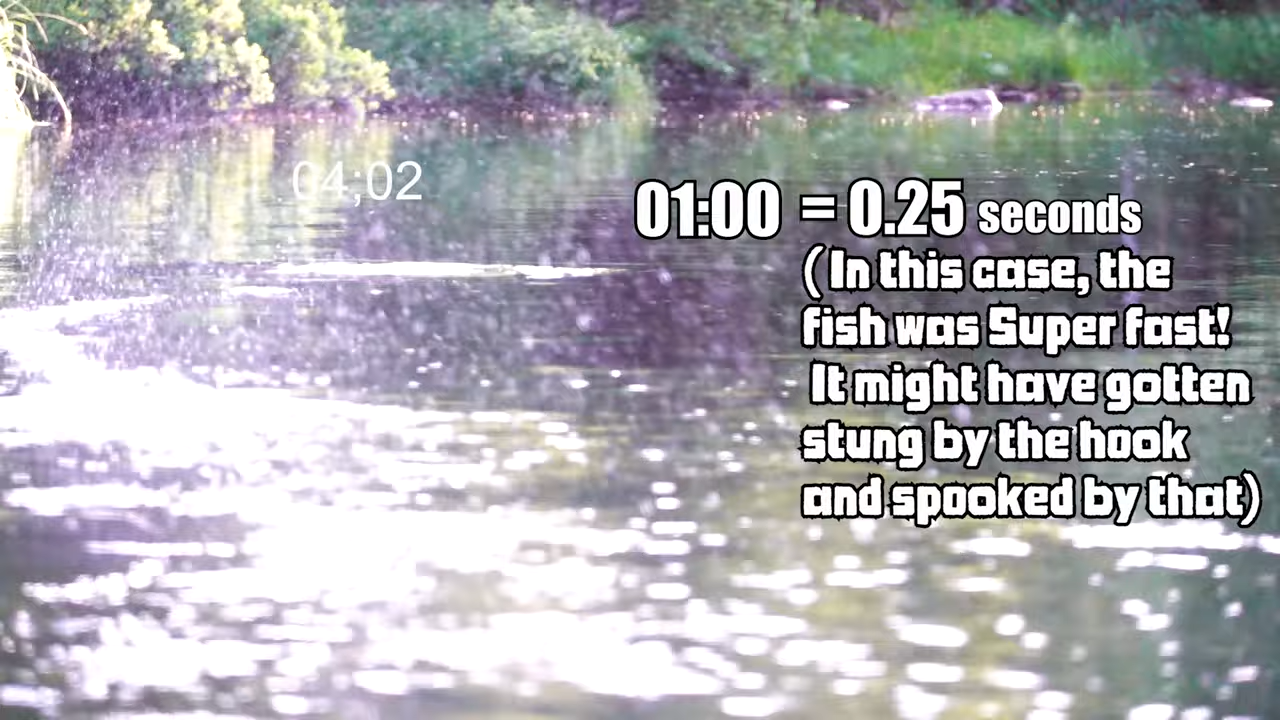 04;02
01:00 = 0.25 seconds
(In this case, the
fish was Super fast!
It might have gotten
stung by the hook
and spooked by that)